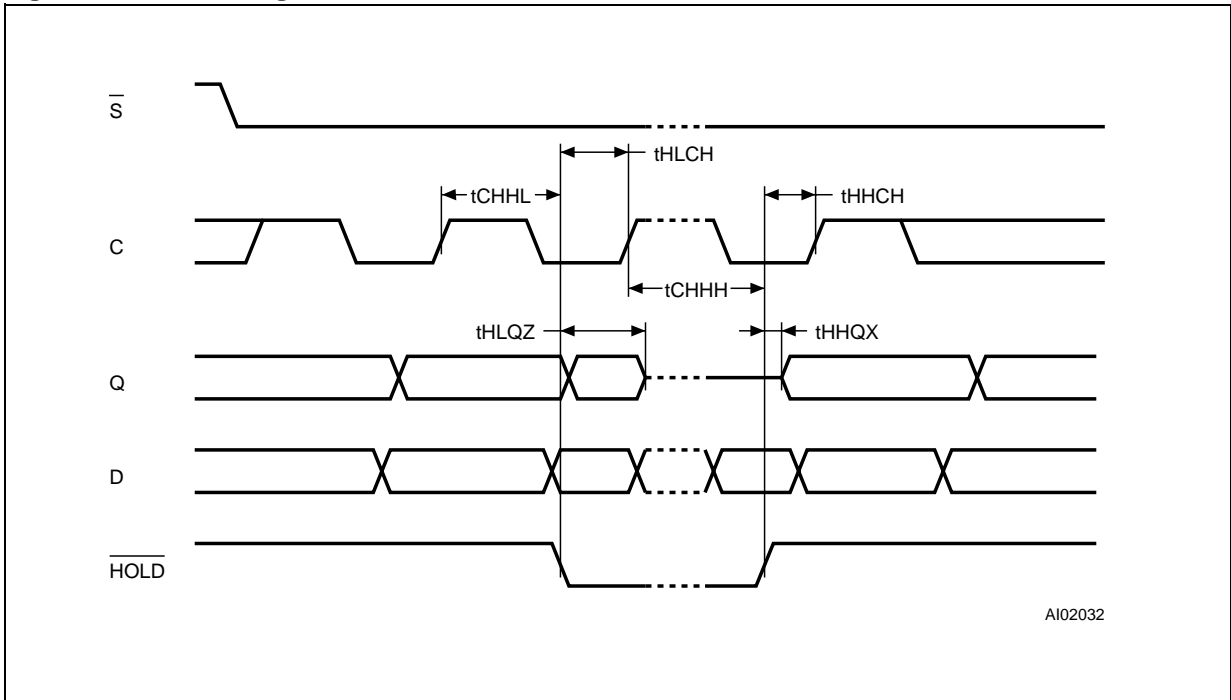 S
tHLCH
tCHHL
tHHCH
C
tCHHH
tHLQZ
tHHQX
Q
D
HOLD
AI02032